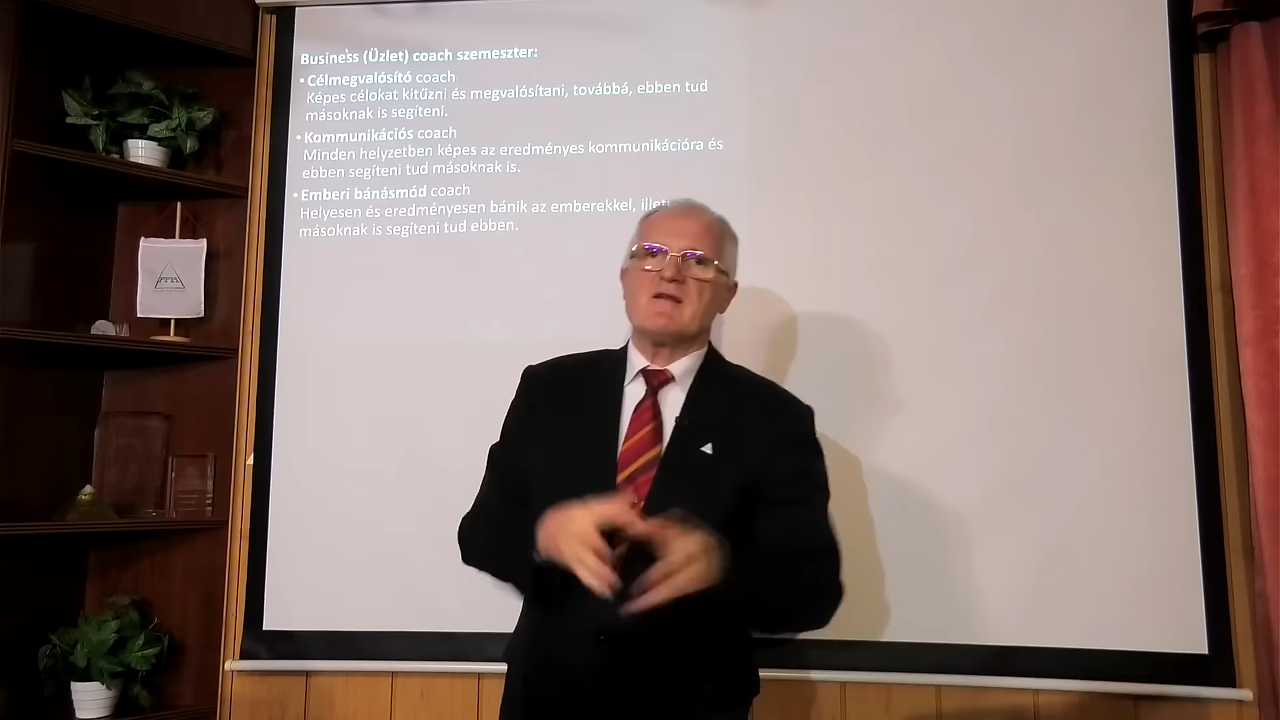 Business (Üzlet) coach szemeszter:
• Célmegvalósító coach
Képes célokat kitűzni és megvalósítani, továbbá, ebben tud
másoknak is segíteni.
• Kommunikációs coach
Minden helyzetben képes az eredményes kommunikációra és
ebben segíteni tud másoknak is.
• Emberi bánásmód coach
Helyesen és eredményesen bánik az emberekkel,
másoknak is segíteni tud ebben.